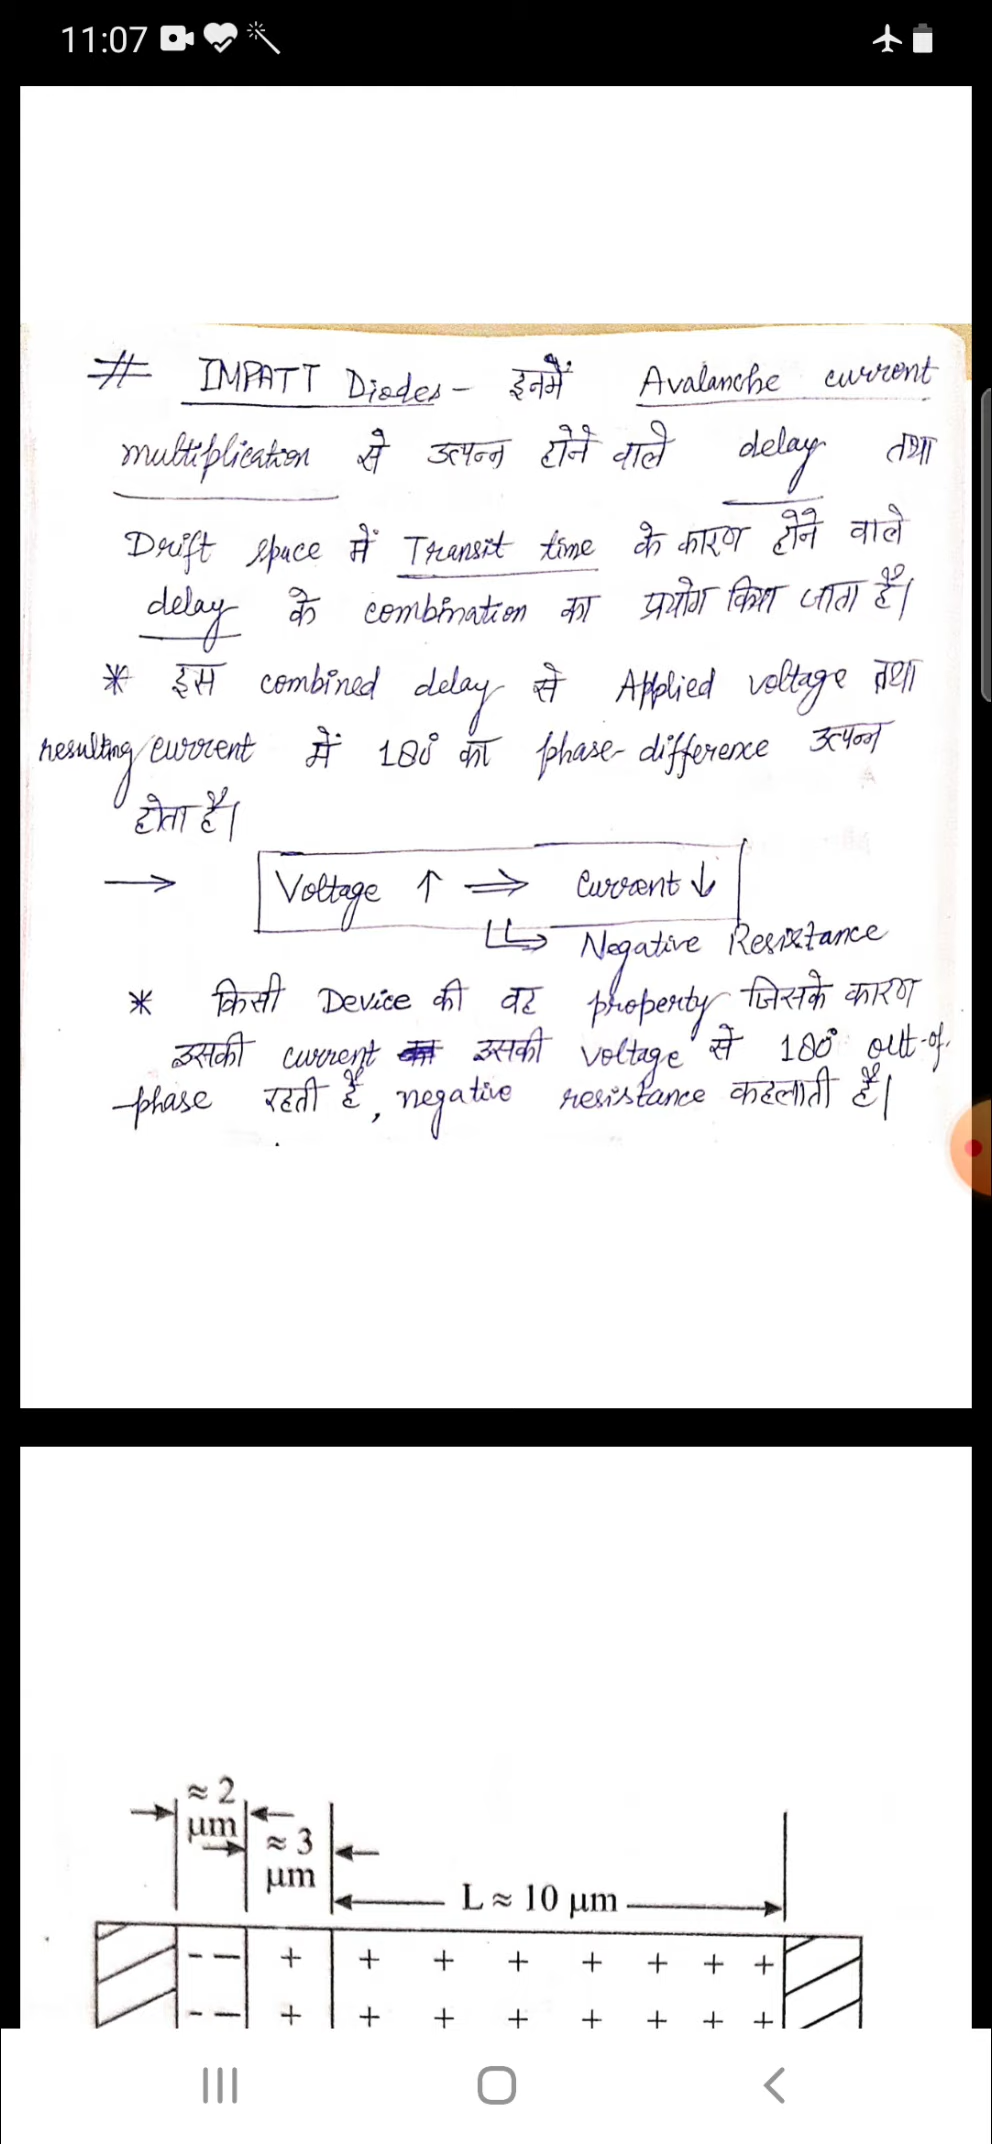 11:07
# IMPATT Diodes - इनमें Avalanche current
multiplication से उत्पन्न होने वाले delay तथा
Drift space में Transit time के कारण होने वाले
delay के combination का प्रयोग किया जाता है।
* इस combined delay से Applied voltage तथा
resulting current में 180° का phase-difference उत्पन्न
होता है।
→ Voltage ↑ ⇒ Current ↓
↳ Negative Resistance
* किसी Device की वह property जिसके कारण
उसकी current उसकी voltage से 180° out-of-
phase रहती है, negative resistance कहलाती है।
≈ 2
μm
≈ 3
μm
L ≈ 10 μm
- — + + + + + + + +
- — + + + + + + + +